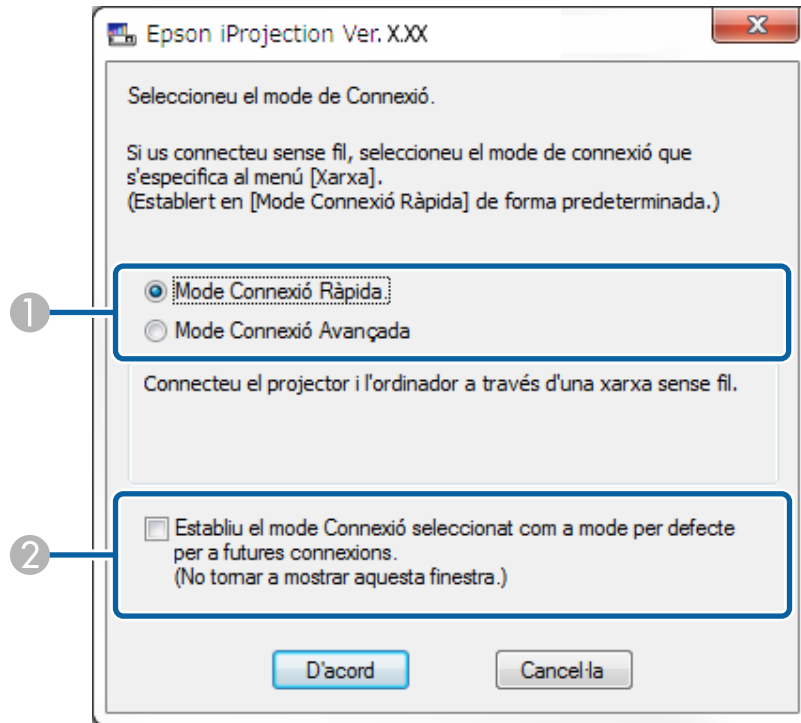 Epson iProjection Ver. X.XX
Seleccioneu el mode de Connexió.
Si us connecteu sense fil, seleccioneu el mode de connexió que
s'especifica al menú [Xarxa].
(Establert en [Mode Connexió Ràpida] de forma predeterminada.)
1
Mode Connexió Ràpida.
Mode Connexió Avançada
Connecteu el projector i l'ordinador a través d'una xarxa sense fil.
2
Establiu el mode Connexió seleccionat com a mode per defecte
per a futures connexions.
(No tornar a mostrar aquesta finestra.)
D'acord
Cancel·la